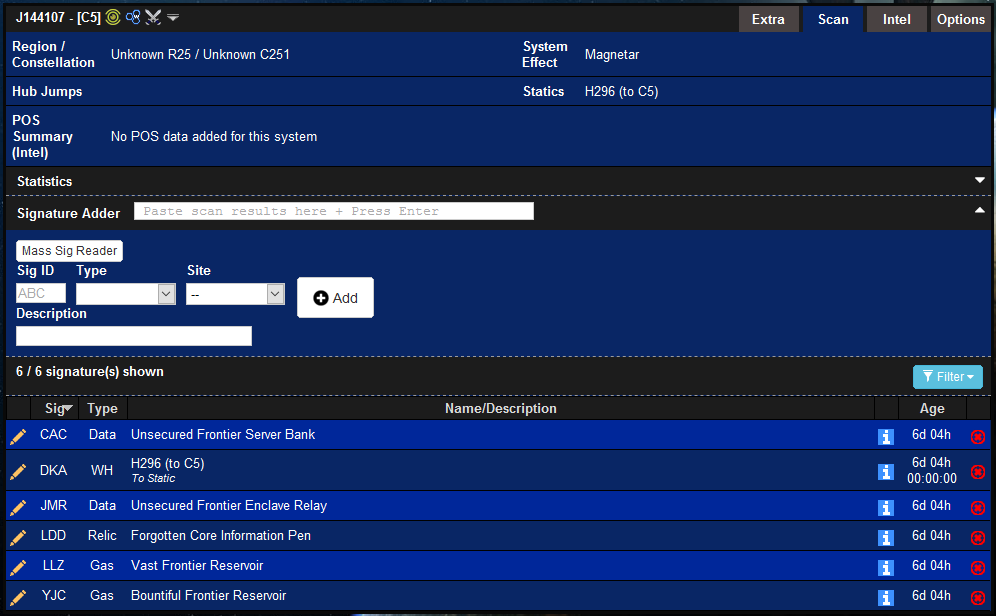 J144107 - [C5]
Extra
Scan
Intel
Options
Region /
Constellation
Unknown R25 / Unknown C251
System
Effect
Magnetar
Hub Jumps
Statics
H296 (to C5)
POS
Summary
(Intel)
No POS data added for this system
Statistics
Signature Adder
Paste scan results here + Press Enter
Mass Sig Reader
Sig ID Type Site
ABC
--
Add
Description
6 / 6 signature(s) shown
Filter
Sig Type Name/Description Age
CAC Data Unsecured Frontier Server Bank 6d 04h
DKA WH H296 (to C5) 6d 04h
To Static 00:00:00
JMR Data Unsecured Frontier Enclave Relay 6d 04h
LDD Relic Forgotten Core Information Pen 6d 04h
LLZ Gas Vast Frontier Reservoir 6d 04h
YJC Gas Bountiful Frontier Reservoir 6d 04h